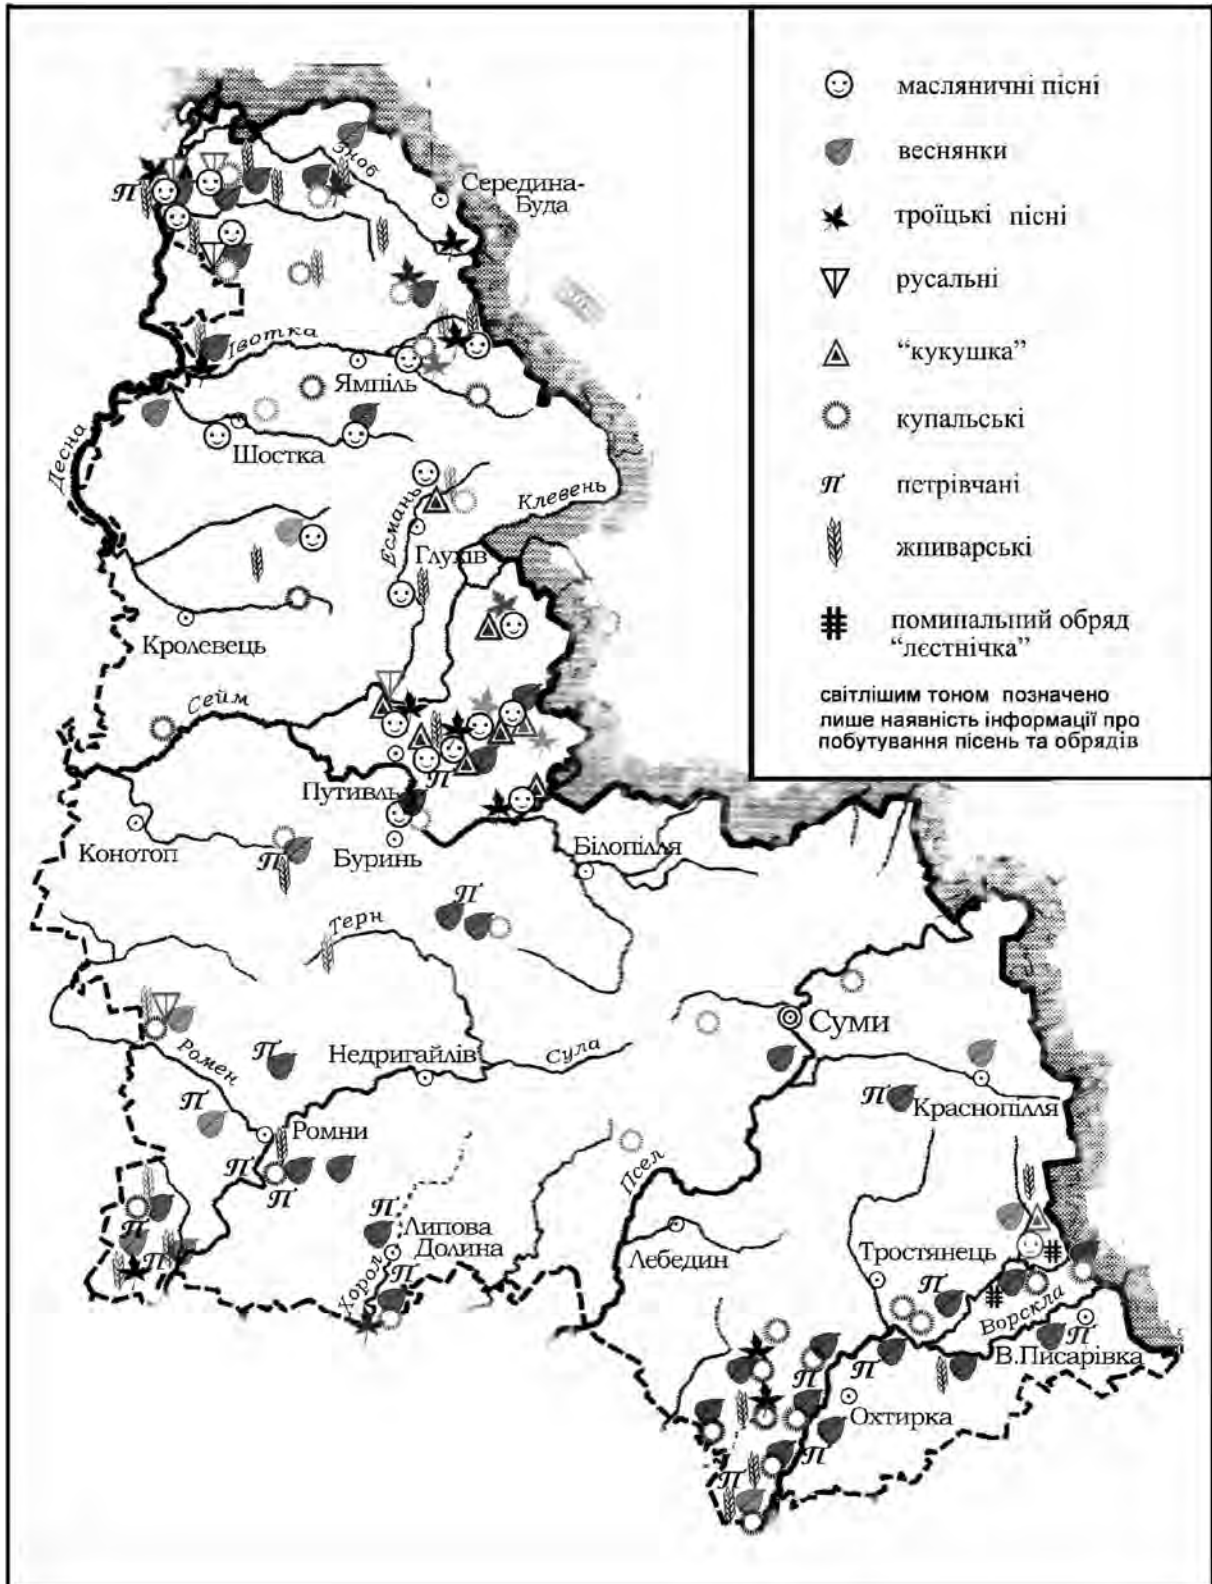 масляничні пісні
веснянки
троїцькі пісні
русальні
“кукушка”
купальські
петрівчані
жниварські
поминальний обряд
“лєстнічка”
світлішим тоном позначено
лише наявність інформації про
побутування пісень та обрядів
Зноб
Середина-
Буда
П
Івотка
Ямпіль
Шостка
Десна
Есмань
Клевень
Глухів
Кролевець
Сейм
П
Путивль
Конотоп
П
Буринь
Білопілля
П
Терн
Суми
Ромен
П
Недригайлів
Сула
П
Краснопілля
П
Ромни
П
П
Псел
П
Липова
Долина
Лебедин
Тростянець
П
П
П
П
Хорол
Ворскла
П
В.Писарівка
П
П
Охтирка
П
П